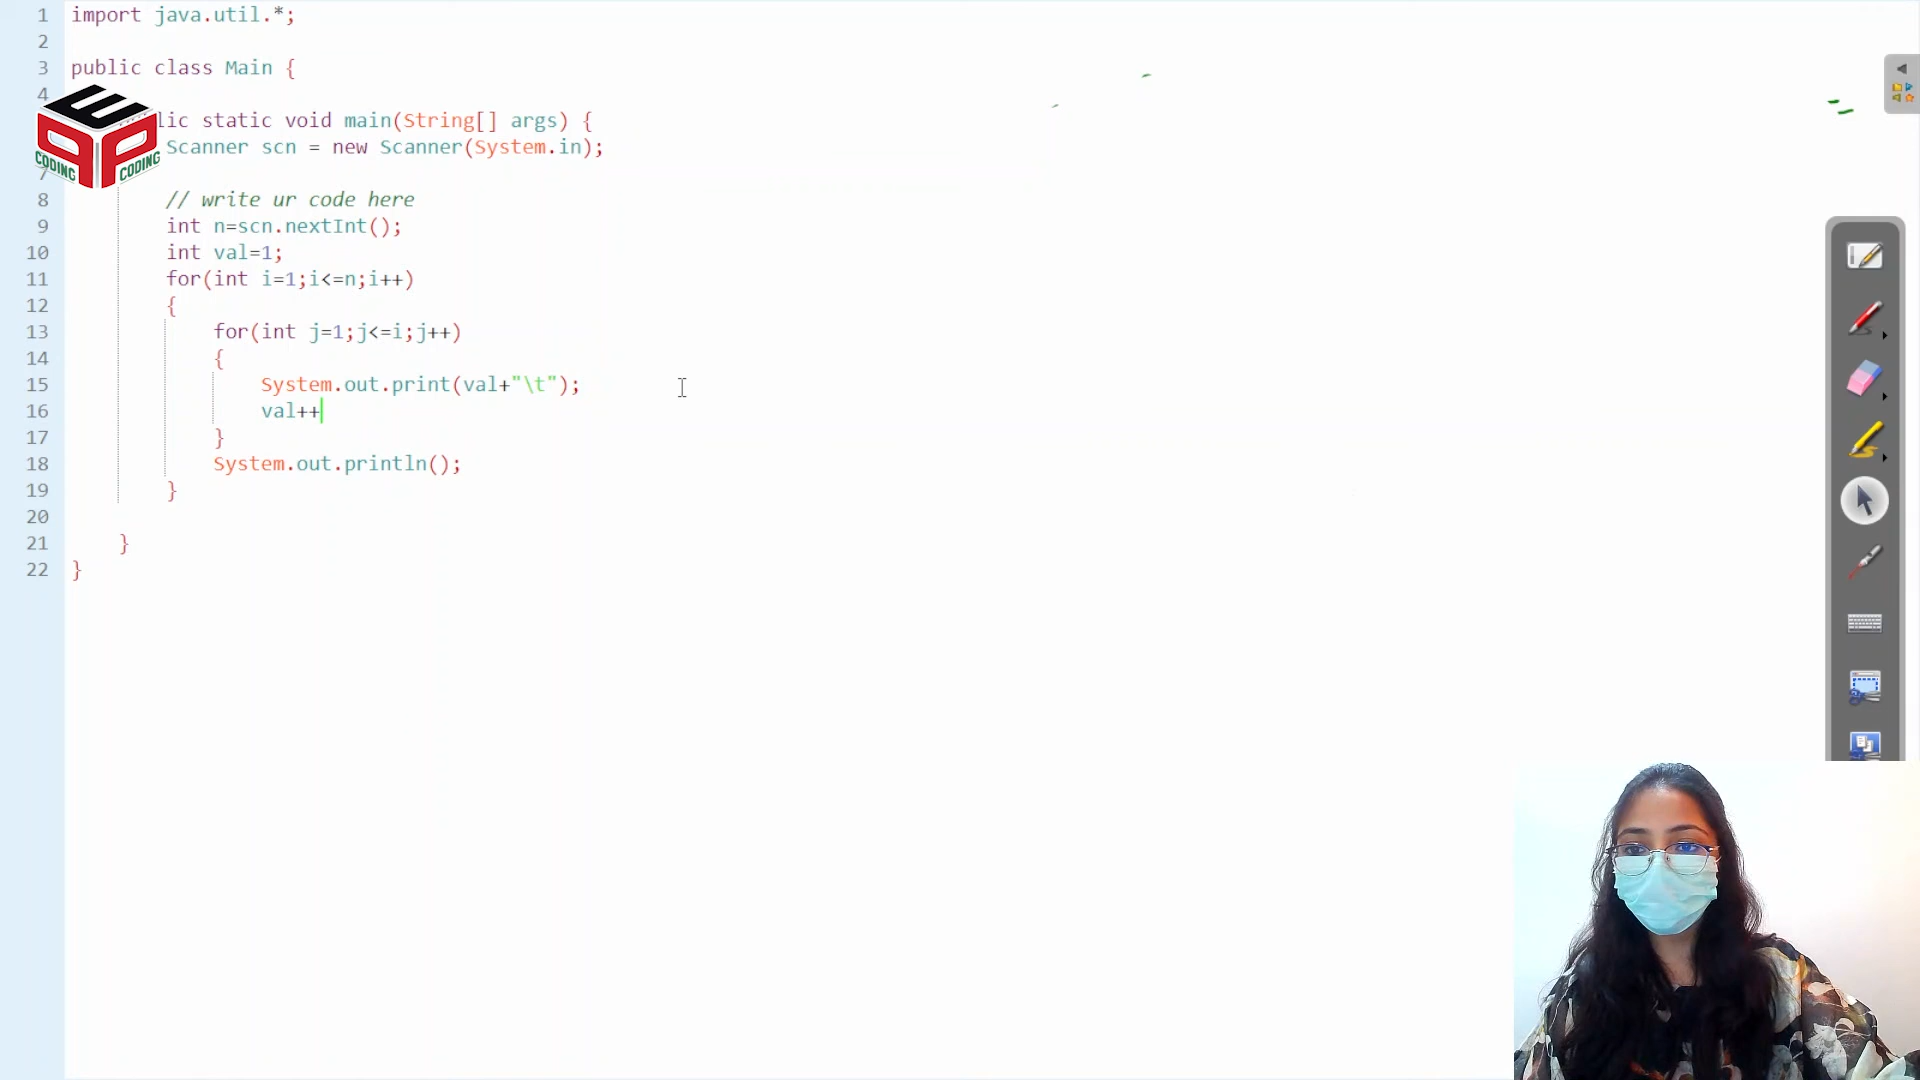 1 import java.util.*;
2
3 public class Main {
4
lic static void main(String[] args) {
Scanner scn = new Scanner(System.in);
7
8 // write ur code here
9 int n=scn.nextInt();
10 int val=1;
11 for(int i=1;i<=n;i++)
12 {
13 for(int j=1;j<=i;j++)
14 {
15 System.out.print(val+"\t");
16 val++
17 }
18 System.out.println();
19 }
20
21 }
22 }
PEP
CODING CODING